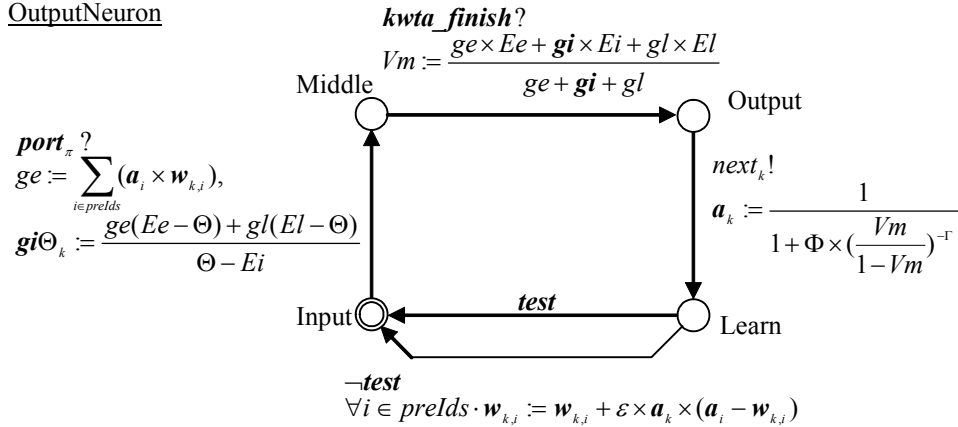 OutputNeuron
kwta_finish?
Vm := (ge × Ee + gi × Ei + gl × El) / (ge + gi + gl)
Middle
Output
port_π ?
ge := ∑_{i∈preIds} (a_i × w_{k,i}),
giΘ_k := (ge(Ee − Θ) + gl(El − Θ)) / (Θ − Ei)
next_k!
a_k := 1 / (1 + Φ × (Vm / (1 − Vm))^{−Γ})
Input
test
Learn
¬test
∀i ∈ preIds · w_{k,i} := w_{k,i} + ε × a_k × (a_i − w_{k,i})